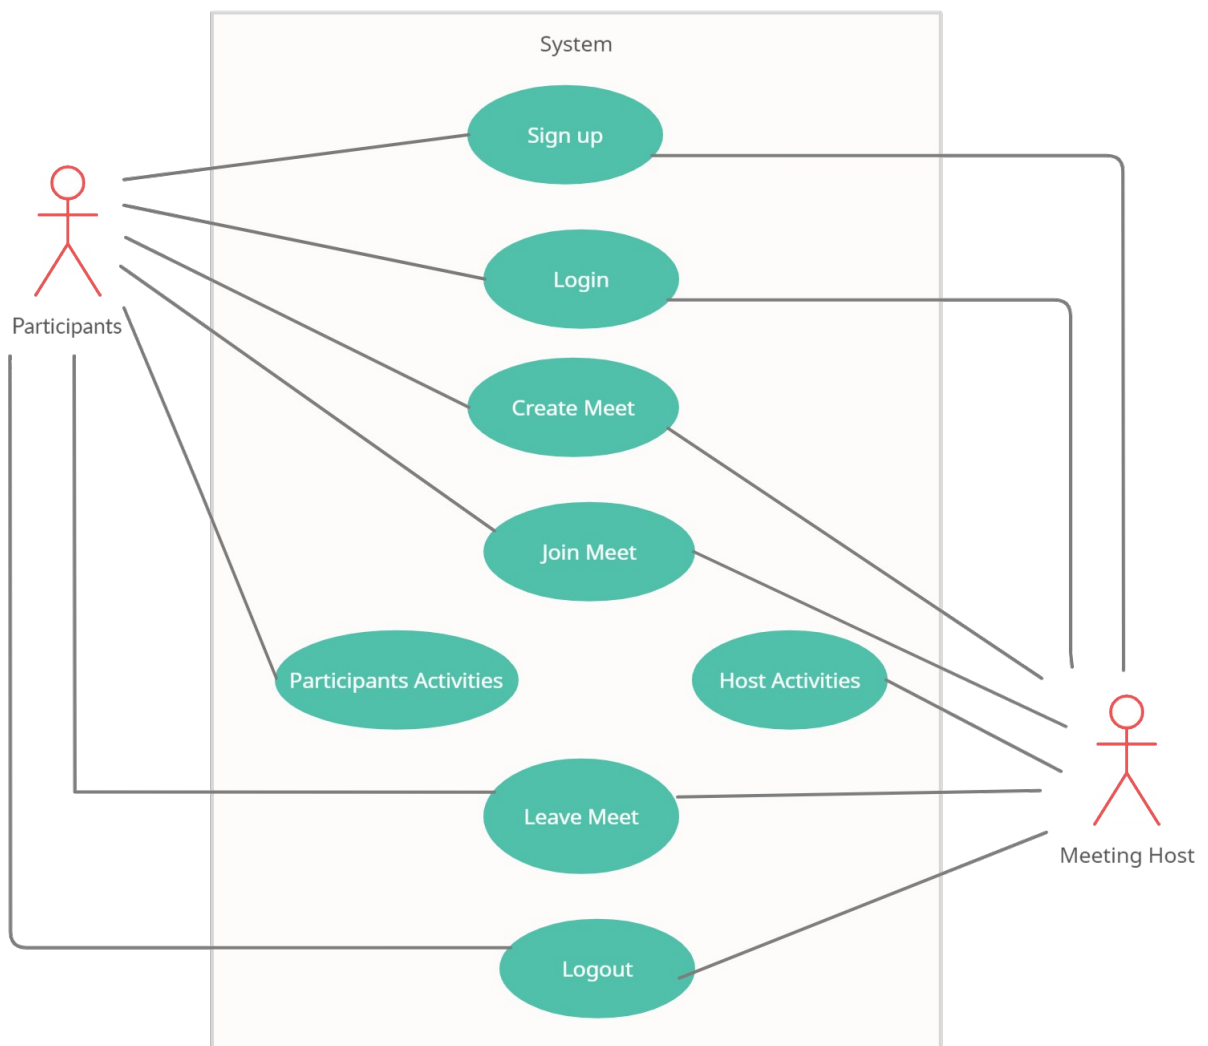 System
Sign up
Participants
Login
Create Meet
Join Meet
Participants Activities
Host Activities
Leave Meet
Meeting Host
Logout